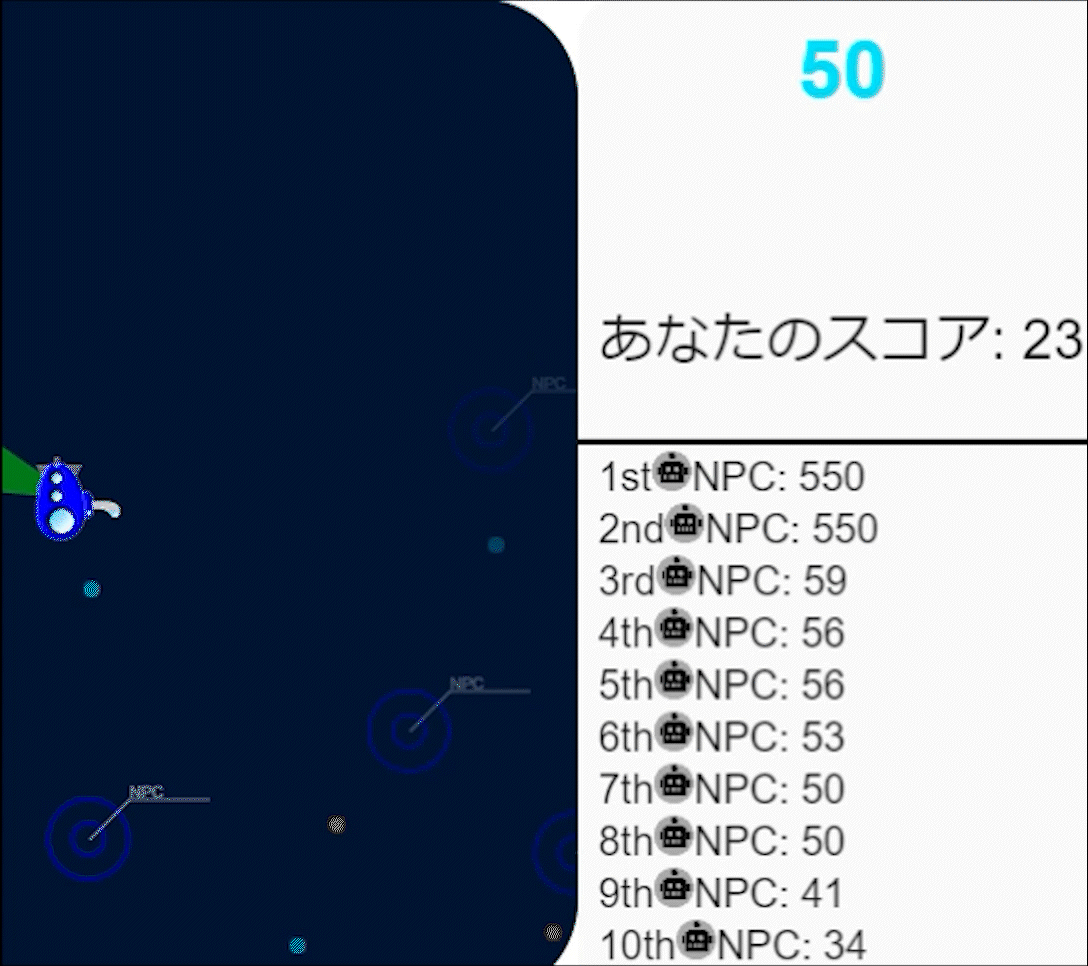 50
あなたのスコア: 23
1st NPC: 550
2nd NPC: 550
3rd NPC: 59
4th NPC: 56
5th NPC: 56
6th NPC: 53
7th NPC: 50
8th NPC: 50
9th NPC: 41
10th NPC: 34
NPC
NPC
NPC